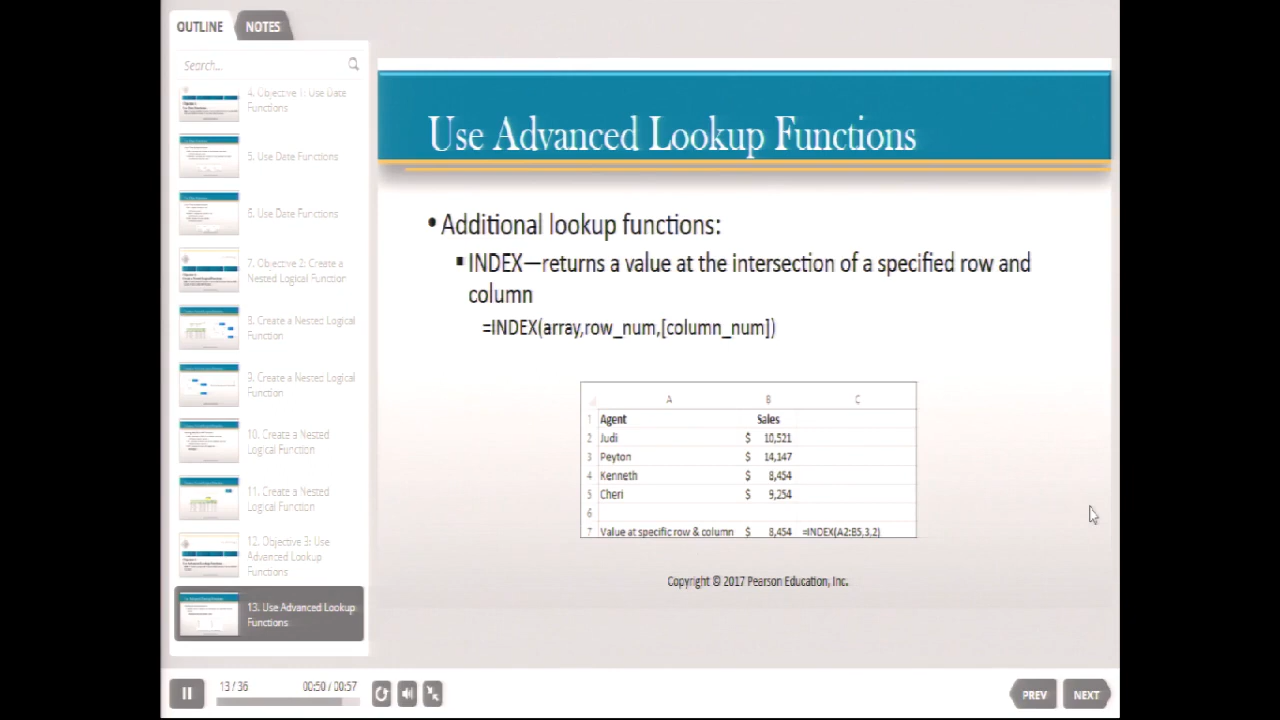 OUTLINE
NOTES
Search...
4. Objective 1: Use Date
Functions
5. Use Date Functions
6. Use Date Functions
7. Objective 2: Create a
Nested Logical Function
8. Create a Nested Logical
Function
9. Create a Nested Logical
Function
10. Create a Nested
Logical Function
11. Create a Nested
Logical Function
12. Objective 3: Use
Advanced Lookup
Functions
13. Use Advanced Lookup
Functions
Use Advanced Lookup Functions
• Additional lookup functions:
▪ INDEX—returns a value at the intersection of a specified row and
column
=INDEX(array,row_num,[column_num])
A B C
1 Agent Sales
2 Judi $ 10,521
3 Peyton $ 14,147
4 Kenneth $ 8,454
5 Cheri $ 9,254
6
7 Value at specific row & column $ 8,454 =INDEX(A2:B5,3,2)
Copyright © 2017 Pearson Education, Inc.
13 / 36 00:50 / 00:57
PREV NEXT